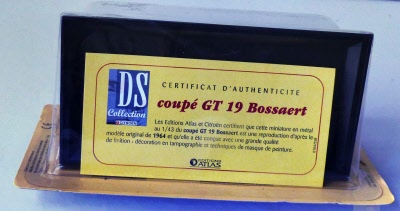 DS
Collection
CERTIFICAT D'AUTHENTICITE
coupé GT 19 Bossaert
Les Editions Atlas et Citroën certifient que cette miniature en métal
au 1/43 du coupé GT 19 Bossaert est une reproduction d'après le
modèle original de 1964 et qu'elle a été conçue avec une grande qualité
de finition - décoration en tampographie et techniques de masque de peinture.
EDITIONS
ATLAS